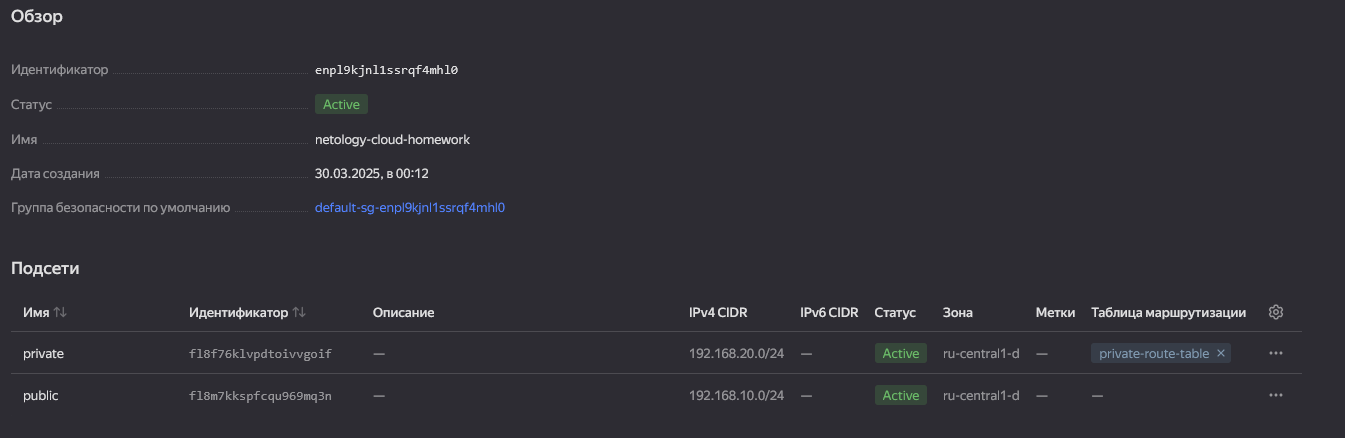 Обзор
Идентификатор enpl9kjnl1ssrqf4mhl0
Статус Active
Имя netology-cloud-homework
Дата создания 30.03.2025, в 00:12
Группа безопасности по умолчанию default-sg-enpl9kjnl1ssrqf4mhl0
Подсети
Имя Идентификатор Описание IPv4 CIDR IPv6 CIDR Статус Зона Метки Таблица маршрутизации
private fl8f76klvpdtoivvgoif — 192.168.20.0/24 — Active ru-central1-d — private-route-table ×
public fl8m7kkspfcqu969mq3n — 192.168.10.0/24 — Active ru-central1-d — —